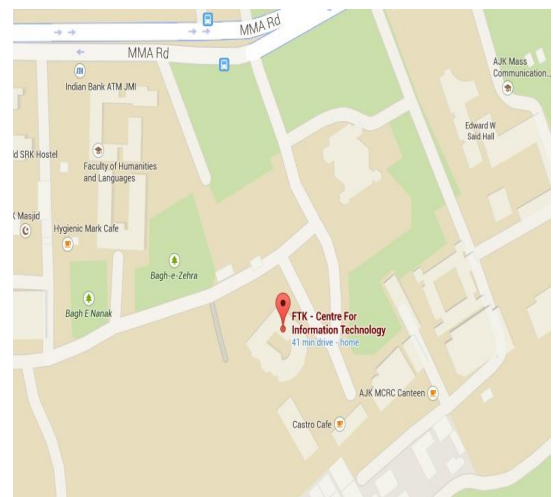 MMA Rd
MMA Rd
Indian Bank ATM JMI
AJK Mass
Communication...
Edward W
Said Hall
d SRK Hostel
Faculty of Humanities
and Languages
Masjid
Hygienic Mark Cafe
Bagh-e-Zehra
Bagh E Nanak
FTK - Centre For
Information Technology
41 min drive - home
AJK MCRC Canteen
Castro Cafe